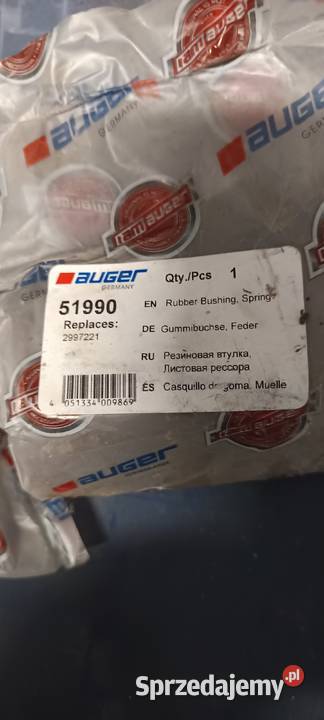 auger
GERMANY
auger
auger
GERMANY
Qty./Pcs 1
51990
Replaces:
2997221
EN Rubber Bushing, Spring
DE Gummibuchse, Feder
RU Резиновая втулка,
Листовая рессора
ES Casquillo de goma, Muelle
4 051334 009869
auger
Sprzedajemy.pl